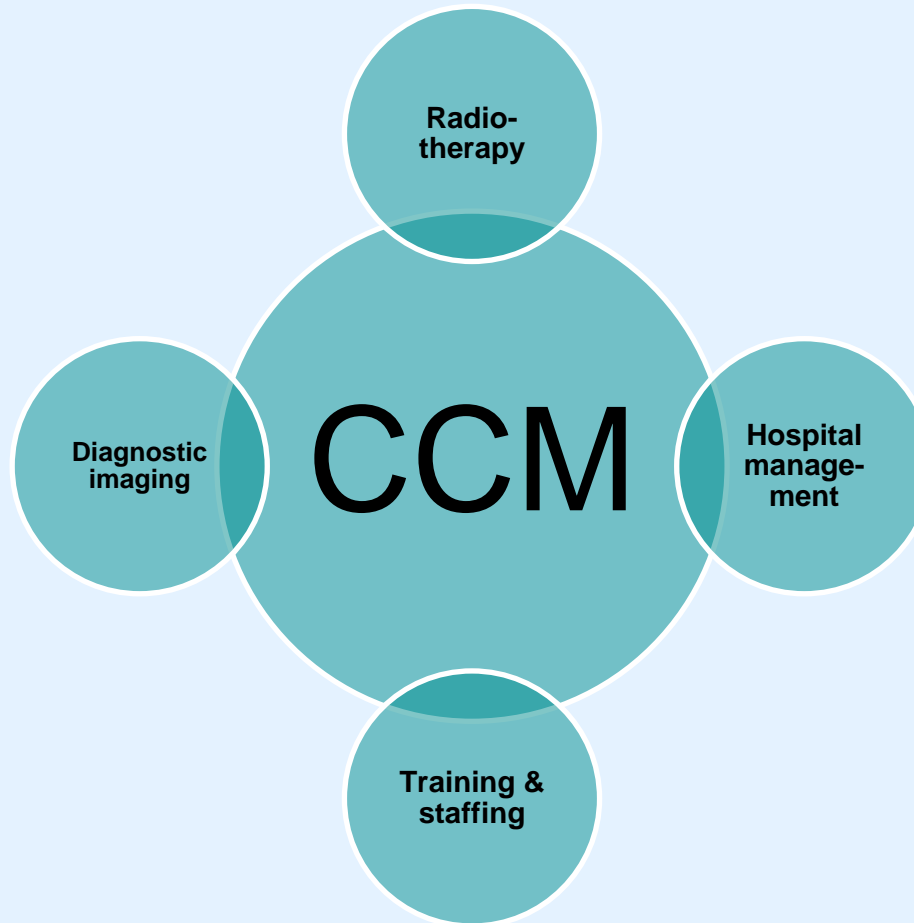 Radio-
therapy
Diagnostic
imaging
CCM
Hospital
manage-
ment
Training &
staffing